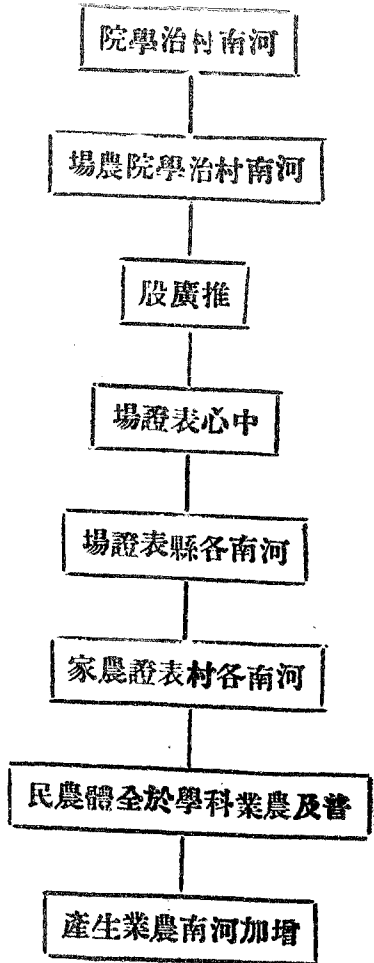 河南村治學院
河南村治學院農場
推廣股
中心表證場
河南各縣表證場
河南各村表證農家
普及農業科學於全體農民
增加河南農業生產